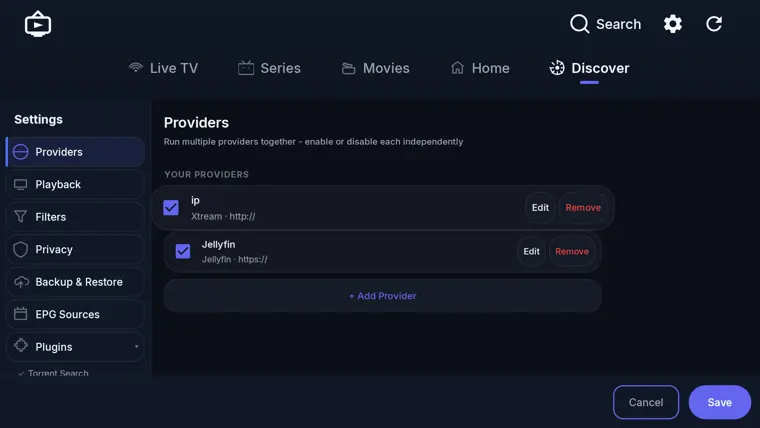 Search
Live TV
Series
Movies
Home
Discover
Settings
Providers
Playback
Filters
Privacy
Backup & Restore
EPG Sources
Plugins
Torrent Search
Providers
Run multiple providers together - enable or disable each independently
YOUR PROVIDERS
ip
Xtream · http://
Edit
Remove
Jellyfin
Jellyfin · https://
Edit
Remove
+ Add Provider
Cancel
Save